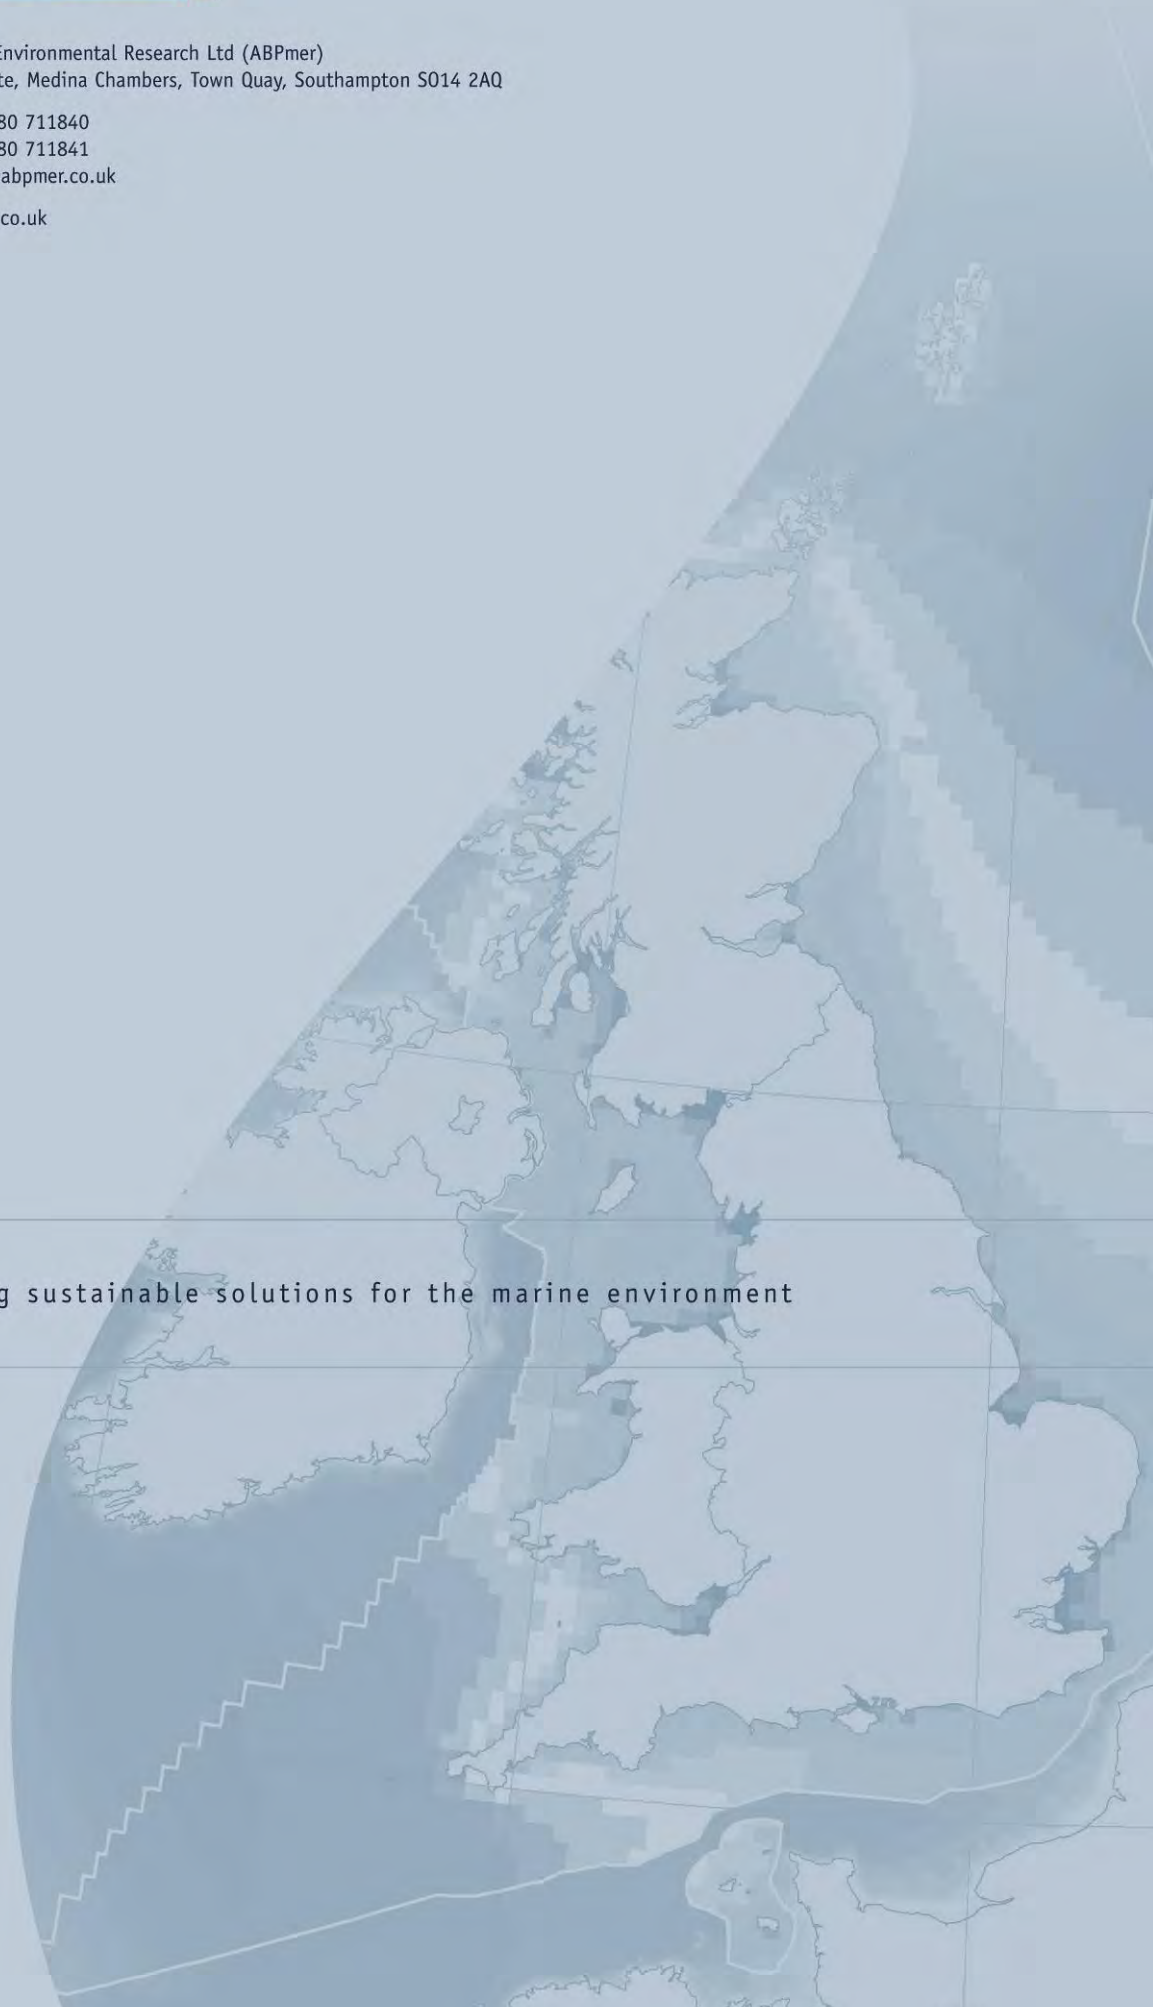 Environmental Research Ltd (ABPmer)
te, Medina Chambers, Town Quay, Southampton SO14 2AQ
80 711840
80 711841
abpmer.co.uk
co.uk
g sustainable solutions for the marine environment